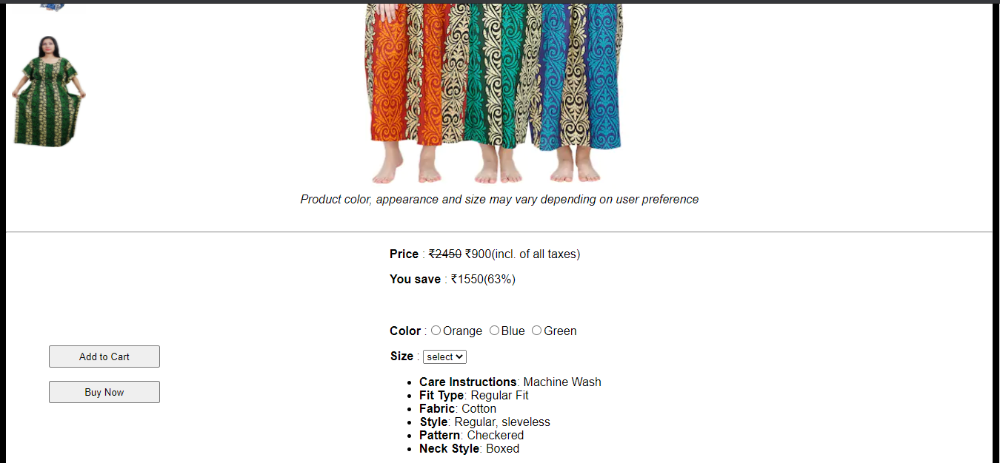 Product color, appearance and size may vary depending on user preference
Price : ₹2450 ₹900(incl. of all taxes)
You save : ₹1550(63%)
Color : Orange Blue Green
Size : select
Add to Cart
Buy Now
Care Instructions: Machine Wash
Fit Type: Regular Fit
Fabric: Cotton
Style: Regular, sleveless
Pattern: Checkered
Neck Style: Boxed